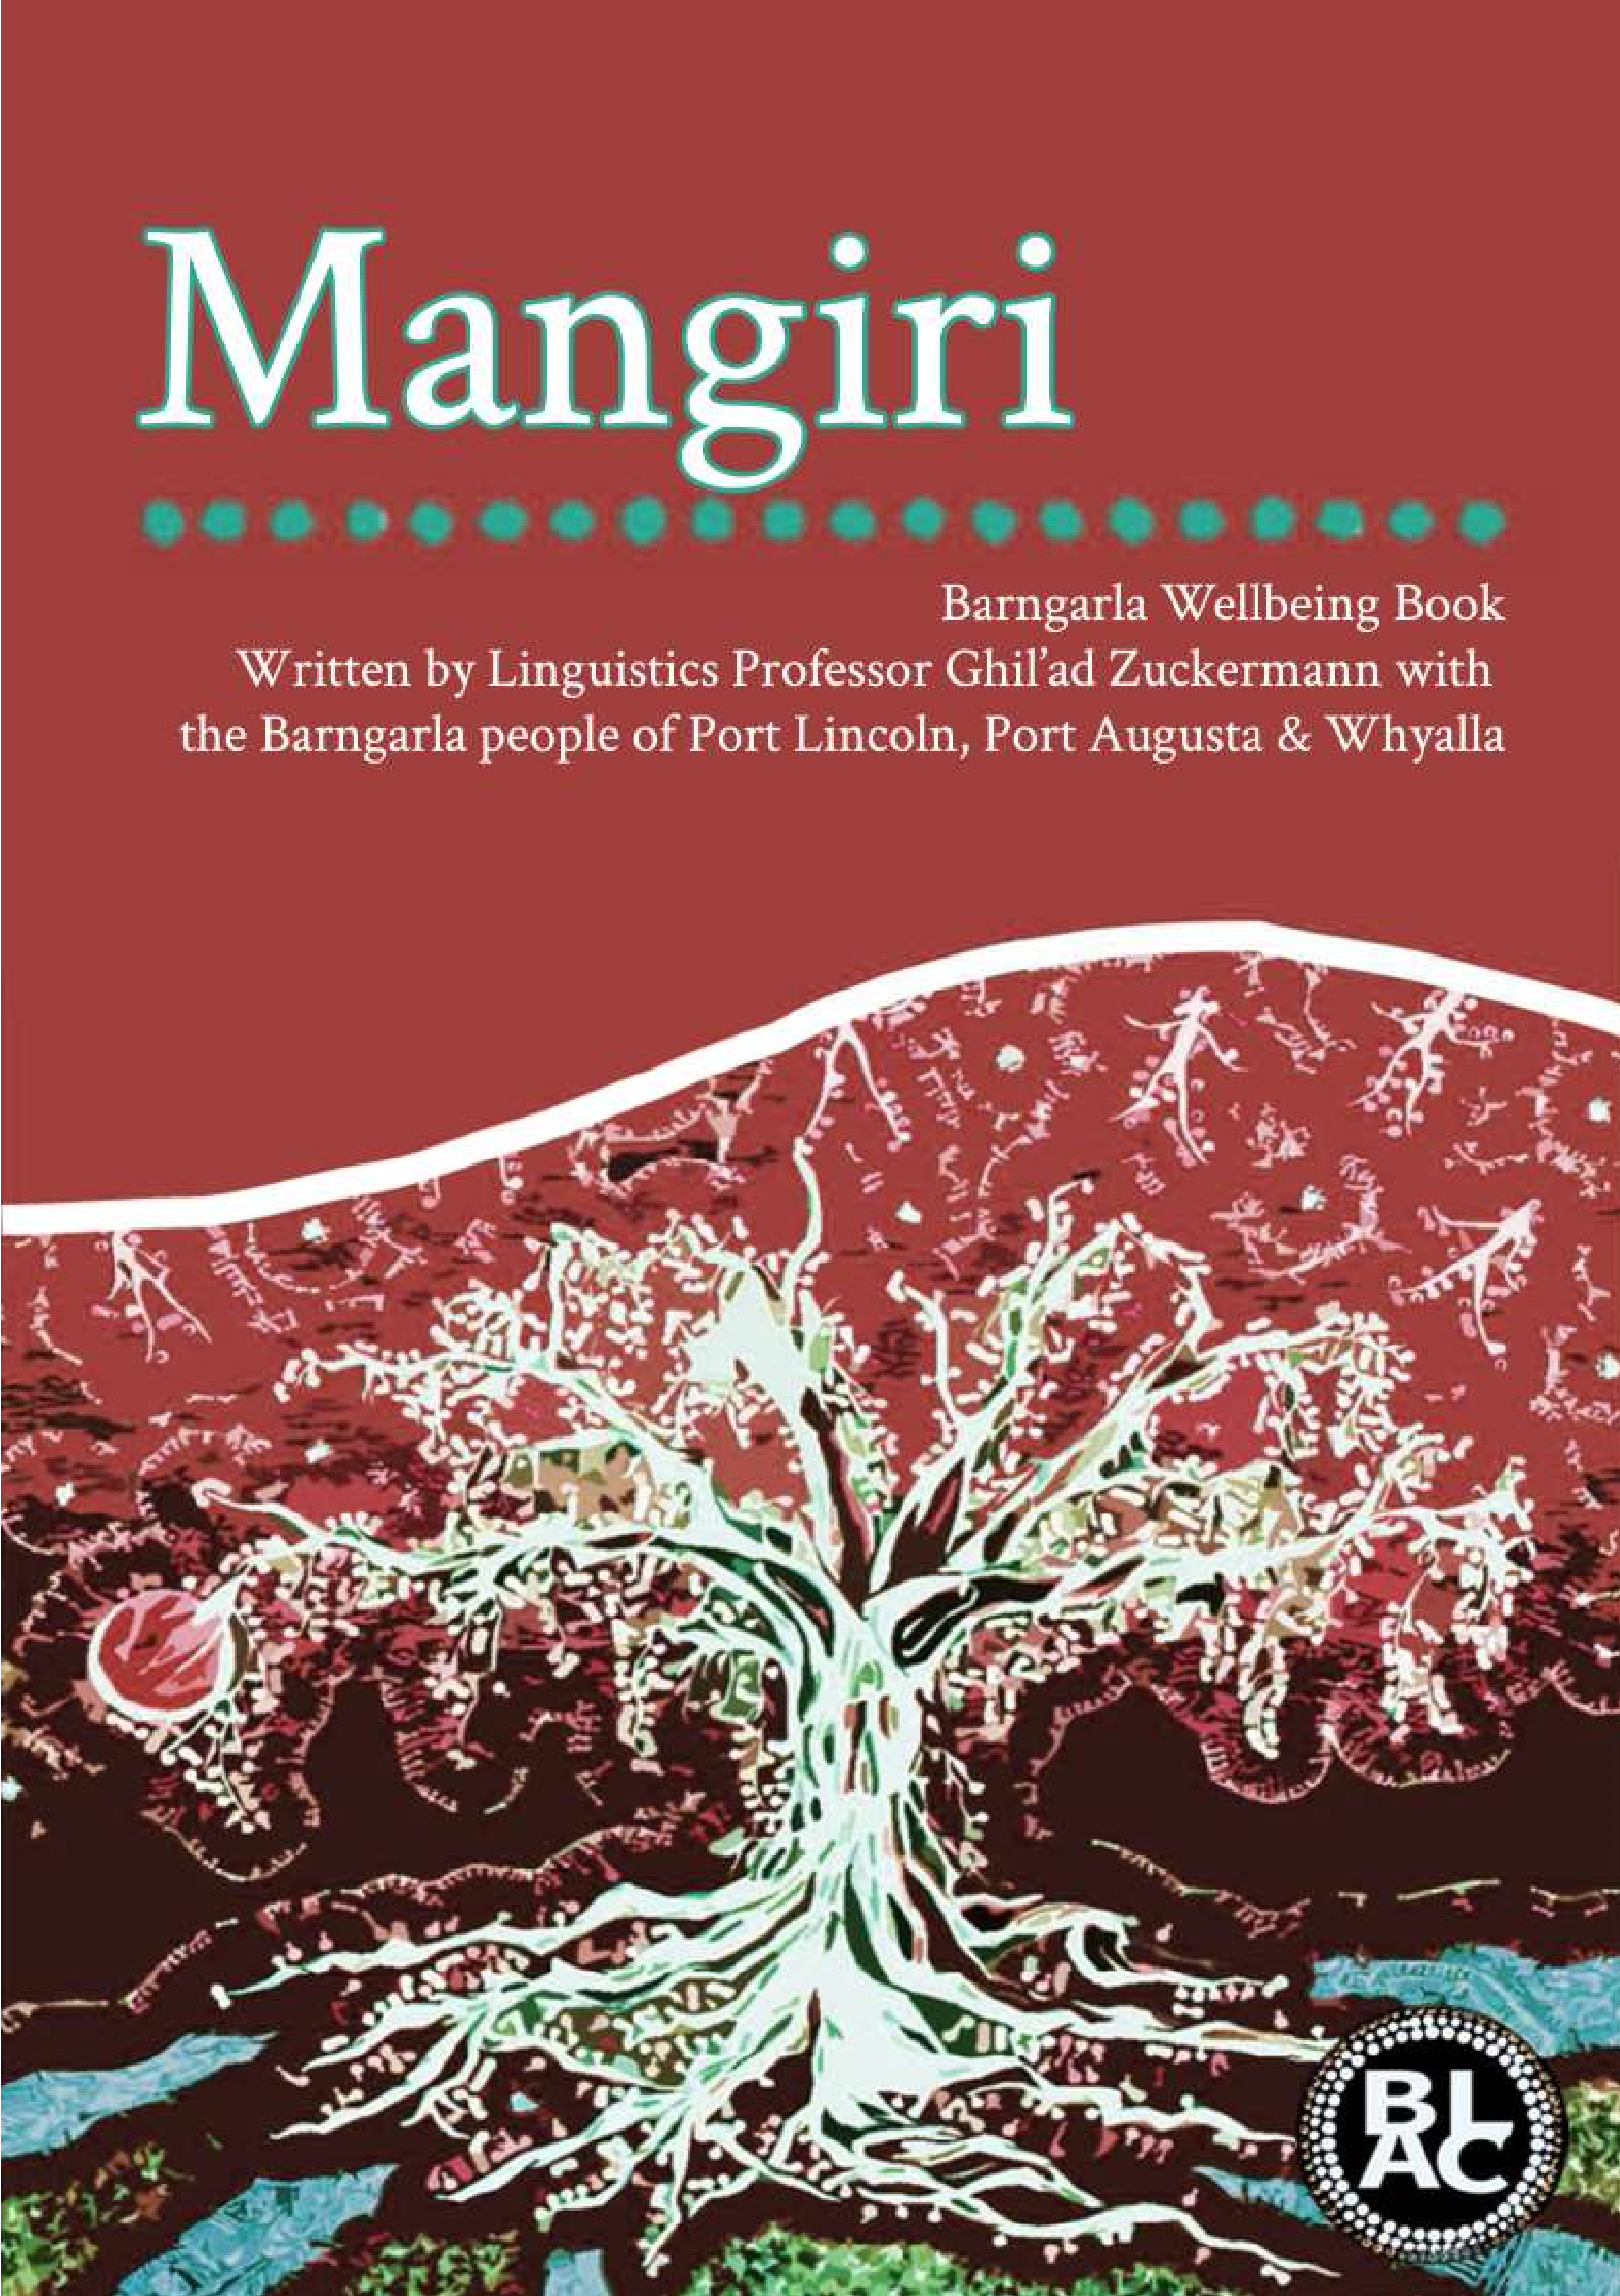 Mangiri
Barngarla Wellbeing Book
Written by Linguistics Professor Ghil’ad Zuckermann with
the Barngarla people of Port Lincoln, Port Augusta & Whyalla
BL
AC